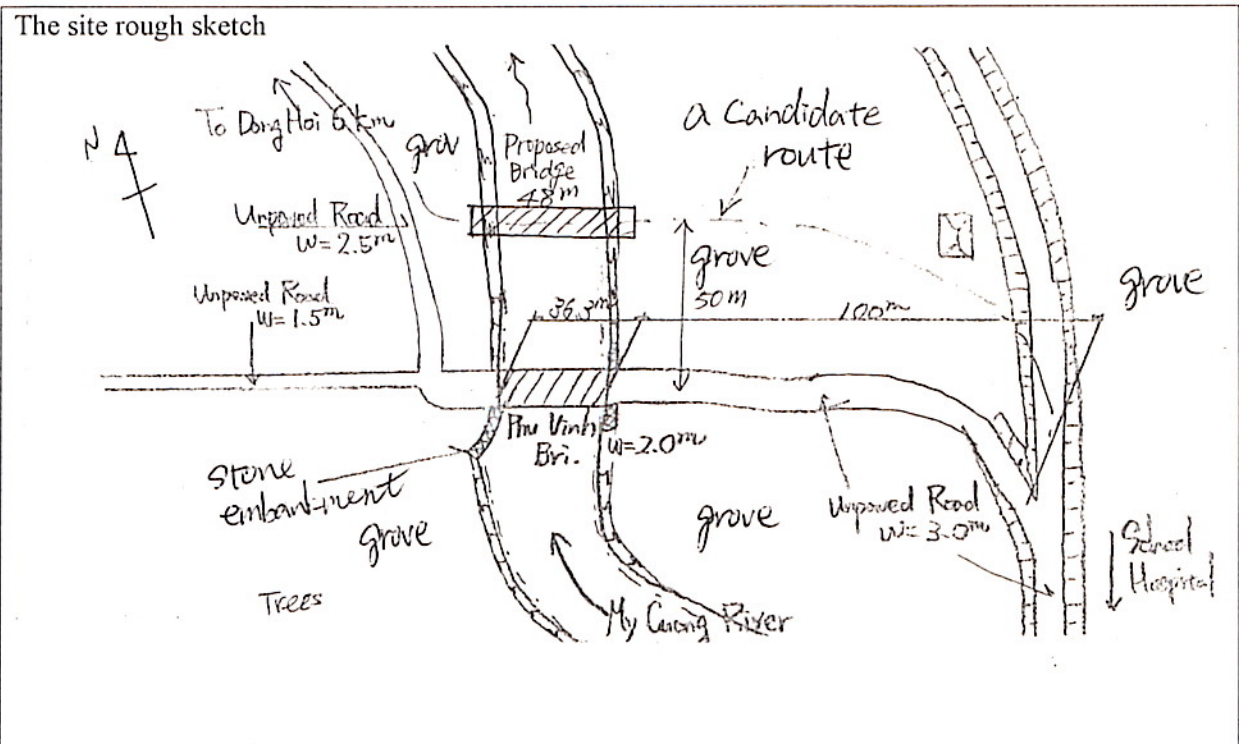 The site rough sketch
To Dong Hoi 6 km
N
griv
Proposed
Bridge
48m
a Candidate
route
Unpaved Road
w=2.5m
grove
50m
grove
Unpaved Road
w=1.5m
36.3m
100m
Phu Vinh
Bri.
w=2.0m
stone
embankment
grove
grove
Unpaved Road
w=3.0m
School
Hospital
Trees
My Cuong River